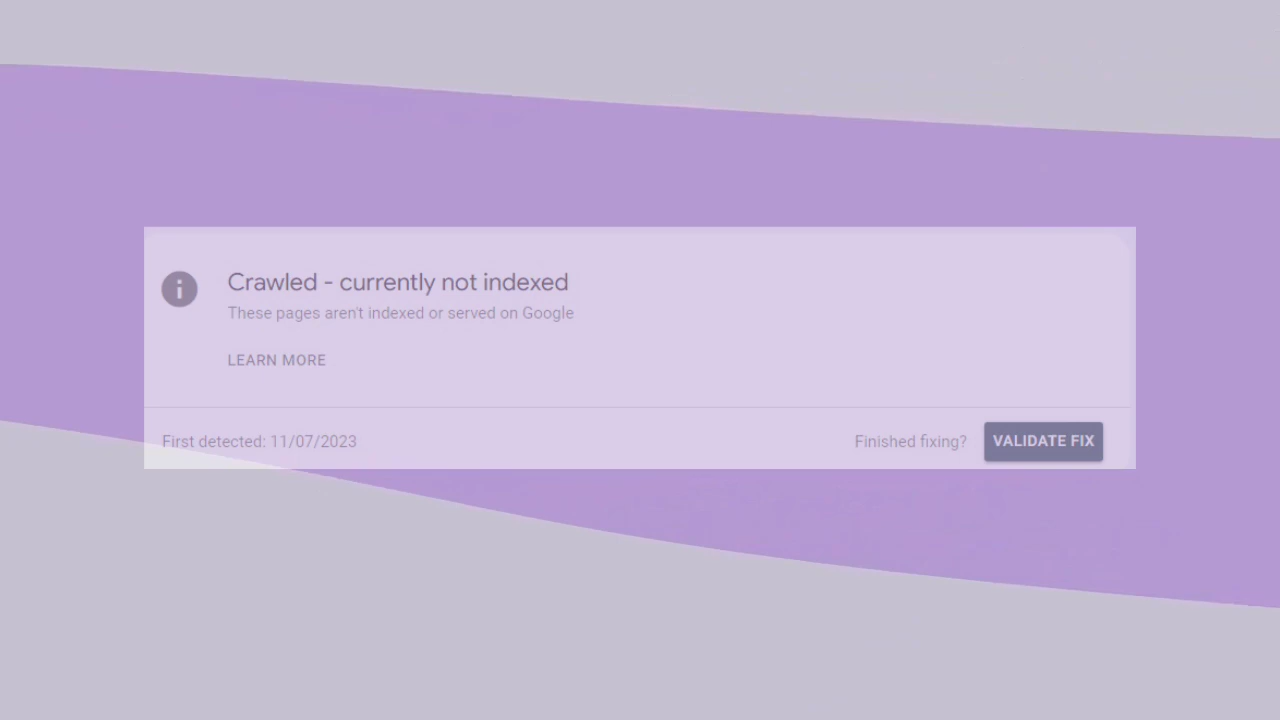 Crawled - currently not indexed
These pages aren't indexed or served on Google
LEARN MORE
First detected: 11/07/2023
Finished fixing? VALIDATE FIX